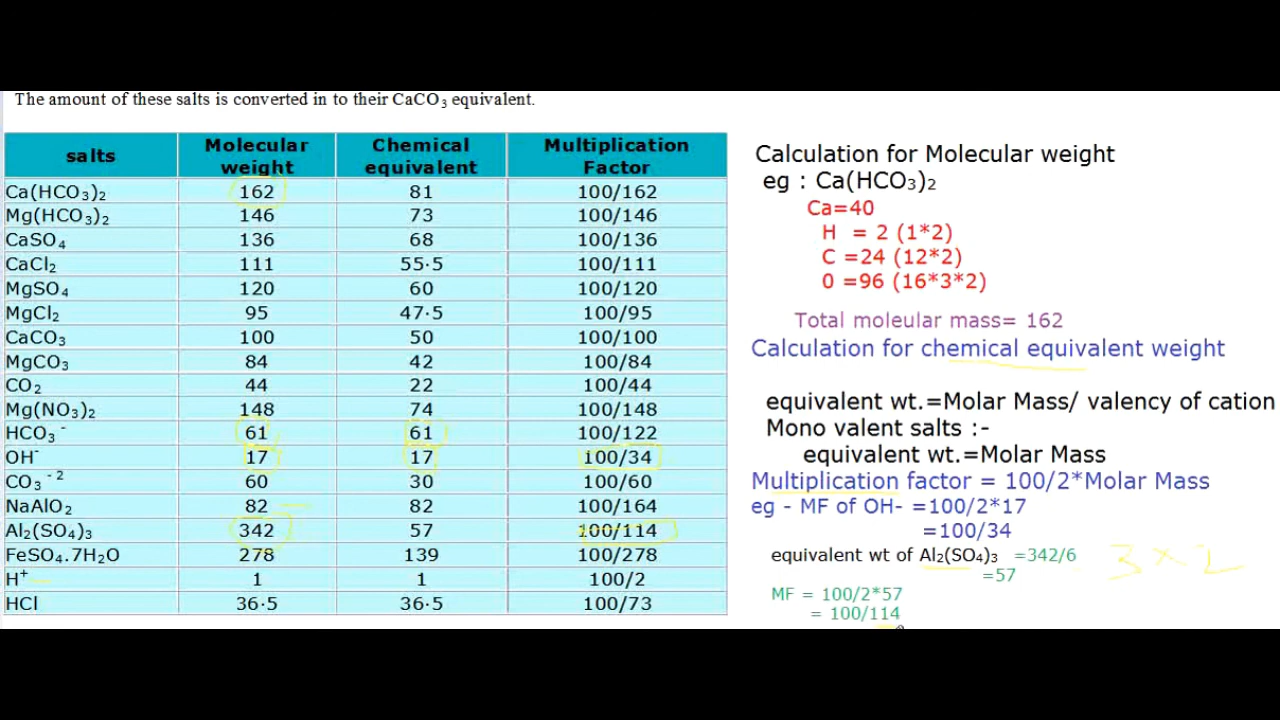 The amount of these salts is converted in to their CaCO3 equivalent.
salts Molecular weight Chemical equivalent Multiplication Factor
Ca(HCO3)2 162 81 100/162
Mg(HCO3)2 146 73 100/146
CaSO4 136 68 100/136
CaCl2 111 55·5 100/111
MgSO4 120 60 100/120
MgCl2 95 47·5 100/95
CaCO3 100 50 100/100
MgCO3 84 42 100/84
CO2 44 22 100/44
Mg(NO3)2 148 74 100/148
HCO3- 61 61 100/122
OH- 17 17 100/34
CO3-2 60 30 100/60
NaAlO2 82 82 100/164
Al2(SO4)3 342 57 100/114
FeSO4.7H2O 278 139 100/278
H+ 1 1 100/2
HCl 36·5 36·5 100/73
Calculation for Molecular weight
eg : Ca(HCO3)2
Ca=40
H = 2 (1*2)
C =24 (12*2)
0 =96 (16*3*2)
Total moleular mass= 162
Calculation for chemical equivalent weight
equivalent wt.=Molar Mass/ valency of cation
Mono valent salts :-
equivalent wt.=Molar Mass
Multiplication factor = 100/2*Molar Mass
eg - MF of OH- =100/2*17
=100/34
equivalent wt of Al2(SO4)3 =342/6
=57
3 × 2
MF = 100/2*57
= 100/114